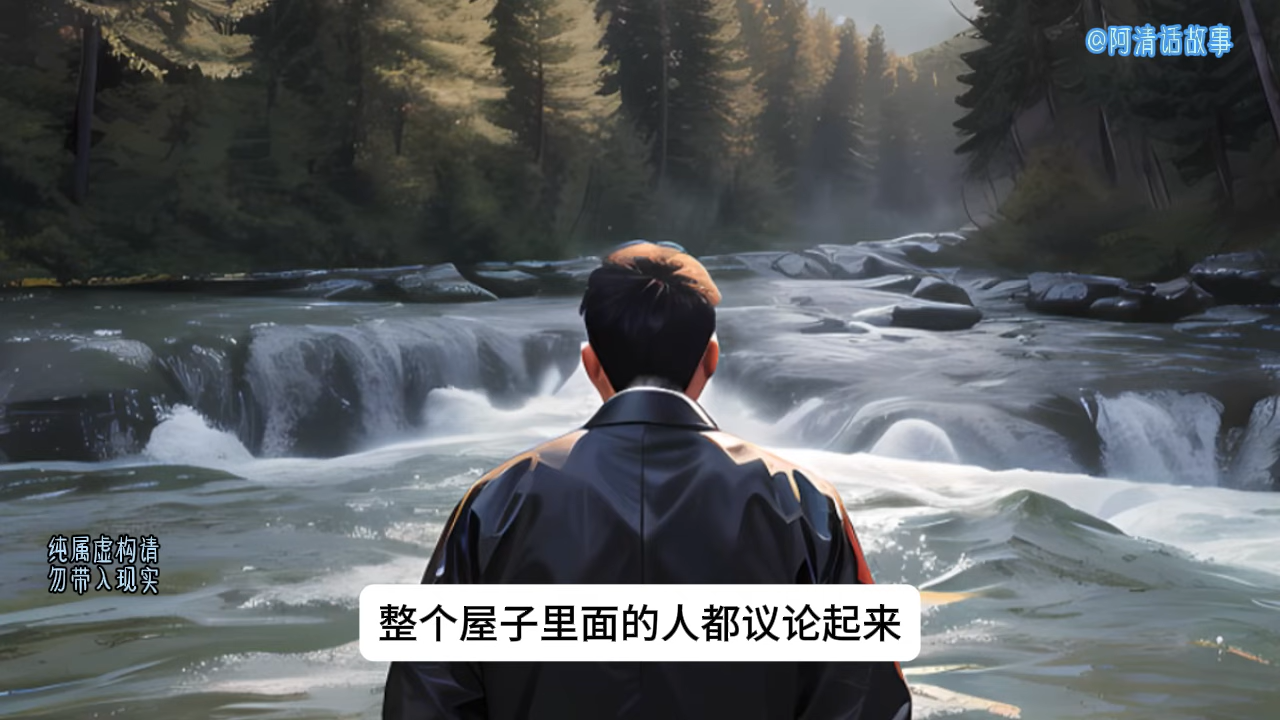 @阿清话故事
纯属虚构请
勿带入现实
整个屋子里面的人都议论起来